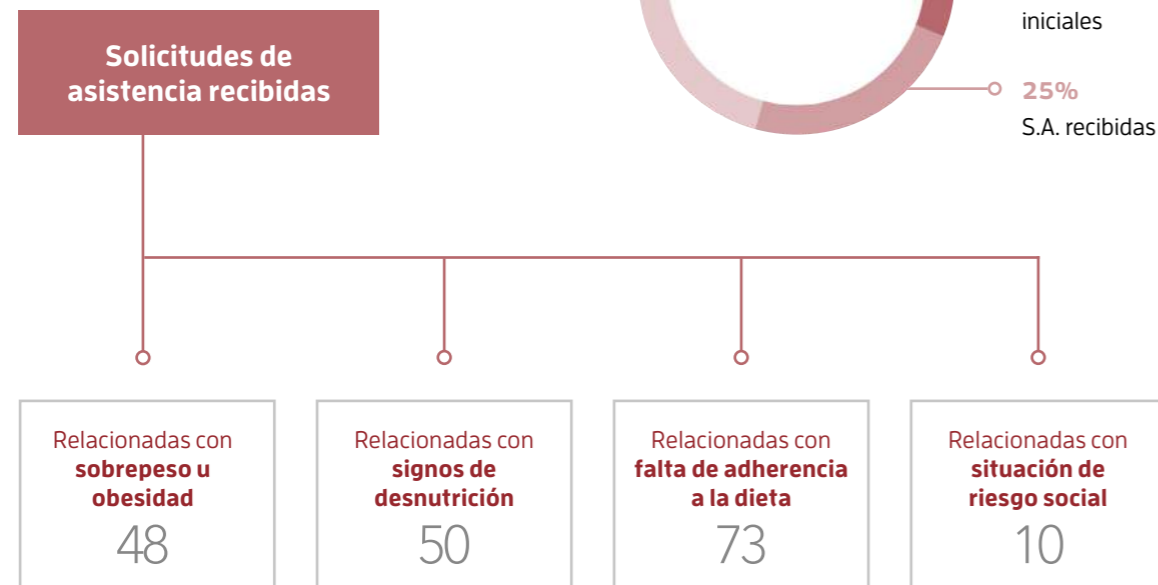 iniciales
25%
S.A. recibidas
Solicitudes de
asistencia recibidas
Relacionadas con
sobrepeso u
obesidad
48
Relacionadas con
signos de
desnutrición
50
Relacionadas con
falta de adherencia
a la dieta
73
Relacionadas con
situación de
riesgo social
10